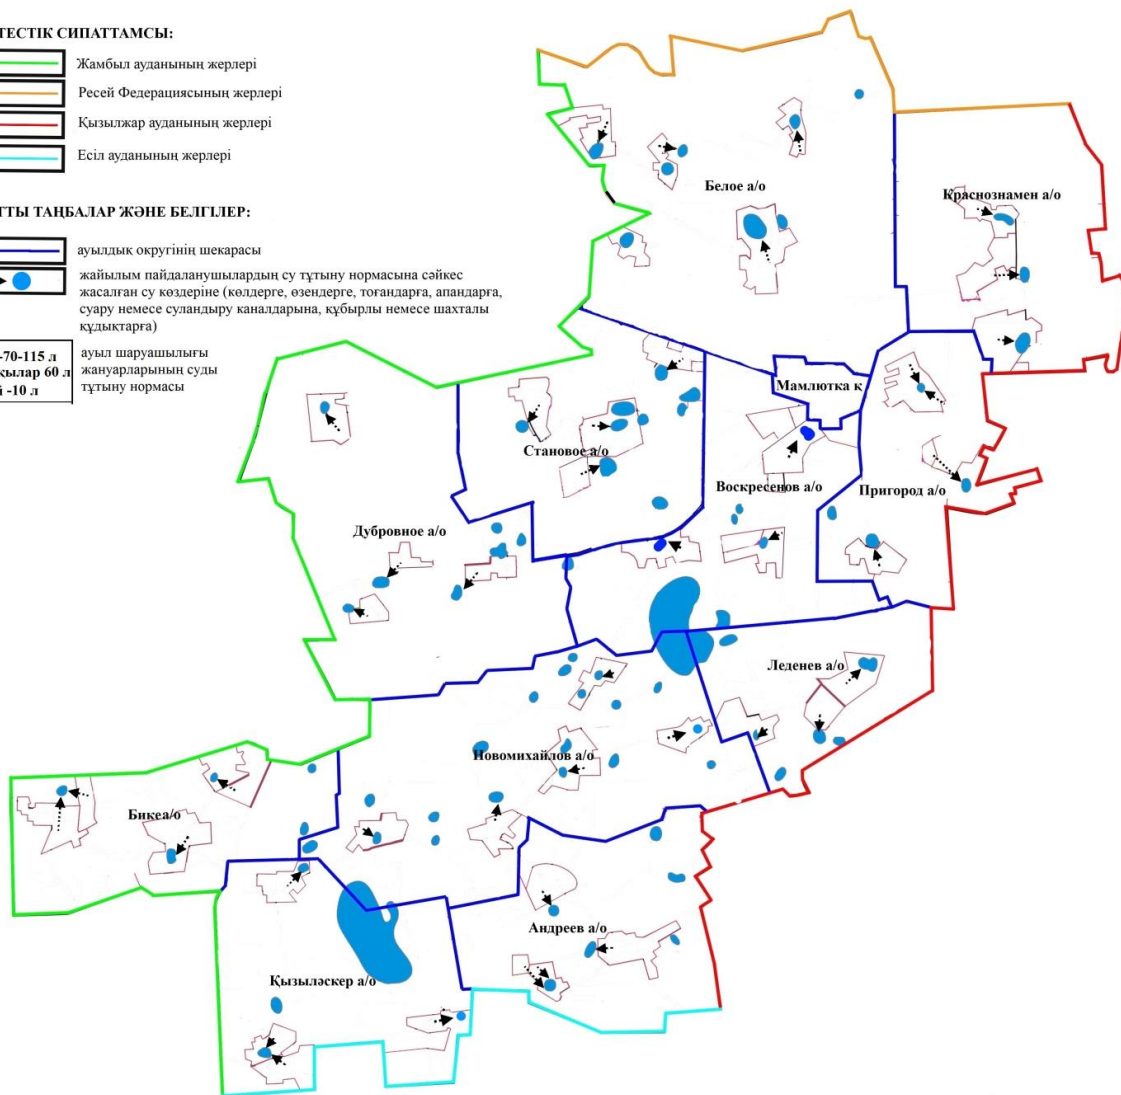 ТЕСТІК СИПАТТАМСЫ:
Жамбыл ауданының жерлері
Ресей Федерациясының жерлері
Қызылжар ауданының жерлері
Есіл ауданының жерлері
ТТЫ ТАҢБАЛАР ЖӘНЕ БЕЛГІЛЕР:
ауылдық округінің шекарасы
жайылым пайдаланушылардың су тұтыну нормасына сәйкес
жасалған су көздеріне (көлдерге, өзендерге, тоғандарға, апандарға,
суару немесе суландыру каналдарына, құбырлы немесе шахталы
құдықтарға)
-70-115 л
қылар 60 л
й -10 л
ауыл шаруашылығы
жануарларының суды
тұтыну нормасы
Белое а/о
Краснознамен а/о
Мамлютка қ
Становое а/о
Воскресенов а/о
Пригород а/о
Дубровное а/о
Леденев а/о
Новомихайлов а/о
Бикеа/о
Андреев а/о
Қызыләскер а/о